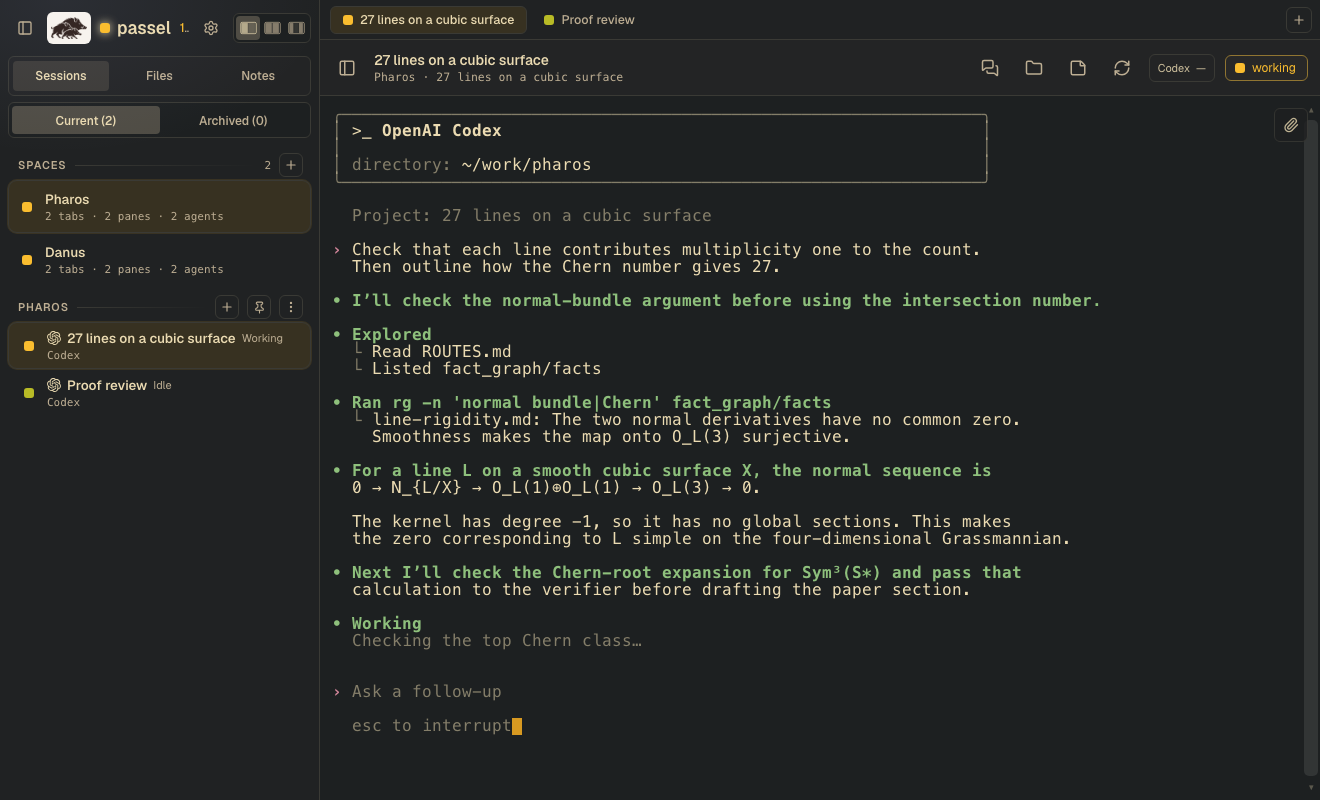 passel 1..
Sessions Files Notes
Current (2) Archived (0)
SPACES 2
Pharos
2 tabs · 2 panes · 2 agents
Danus
2 tabs · 2 panes · 2 agents
PHAROS
27 lines on a cubic surface Working
Codex
Proof review Idle
Codex
27 lines on a cubic surface Proof review
27 lines on a cubic surface
Pharos · 27 lines on a cubic surface
Codex — working
>_ OpenAI Codex
directory: ~/work/pharos
Project: 27 lines on a cubic surface
› Check that each line contributes multiplicity one to the count.
Then outline how the Chern number gives 27.
• I’ll check the normal-bundle argument before using the intersection number.
• Explored
└ Read ROUTES.md
└ Listed fact_graph/facts
• Ran rg -n 'normal bundle|Chern' fact_graph/facts
└ line-rigidity.md: The two normal derivatives have no common zero.
Smoothness makes the map onto O_L(3) surjective.
• For a line L on a smooth cubic surface X, the normal sequence is
0 → N_{L/X} → O_L(1)⊕O_L(1) → O_L(3) → 0.
The kernel has degree -1, so it has no global sections. This makes
the zero corresponding to L simple on the four-dimensional Grassmannian.
• Next I’ll check the Chern-root expansion for Sym³(S*) and pass that
calculation to the verifier before drafting the paper section.
• Working
Checking the top Chern class…
› Ask a follow-up
esc to interrupt